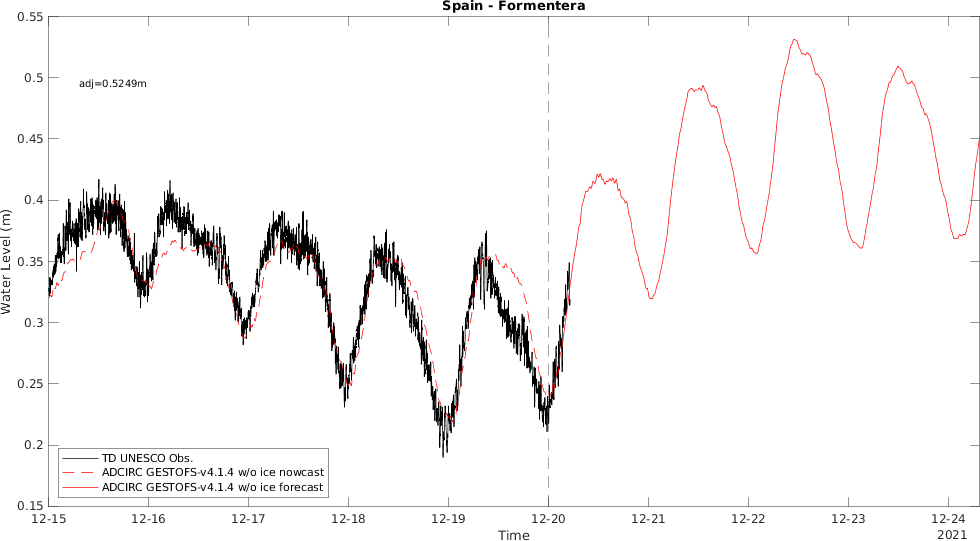 Spain - Formentera
0.55
0.5
0.45
0.4
0.35
0.3
0.25
0.2
0.15
Water Level (m)
adj=0.5249m
TD UNESCO Obs.
ADCIRC GESTOFS-v4.1.4 w/o ice nowcast
ADCIRC GESTOFS-v4.1.4 w/o ice forecast
12-15 12-16 12-17 12-18 12-19 12-20 12-21 12-22 12-23 12-24
2021
Time